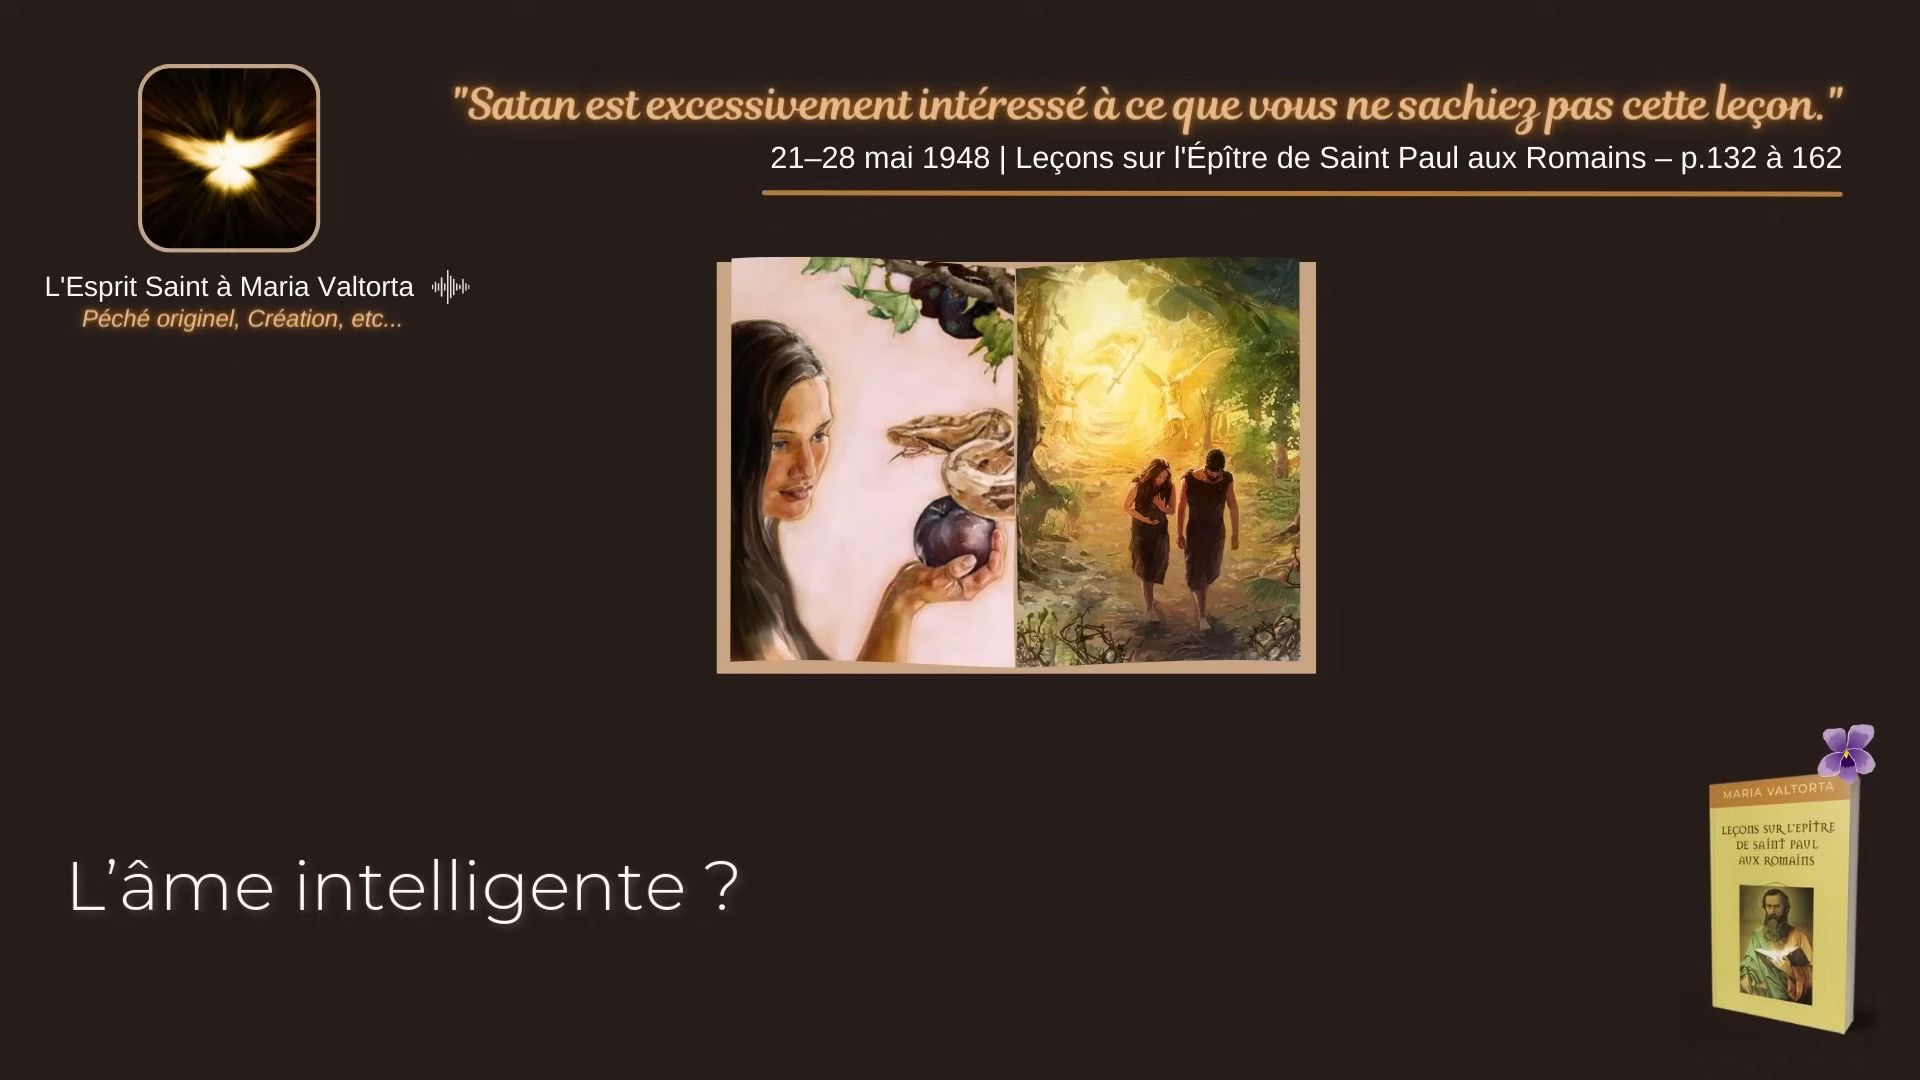 "Satan est excessivement intéressé à ce que vous ne sachiez pas cette leçon."
21–28 mai 1948 | Leçons sur l'Épître de Saint Paul aux Romains – p.132 à 162
L'Esprit Saint à Maria Valtorta
Péché originel, Création, etc...
L’âme intelligente ?
MARIA VALTORTA
LEÇONS SUR L'EPÎTRE
DE SAINT PAUL
AUX ROMAINS